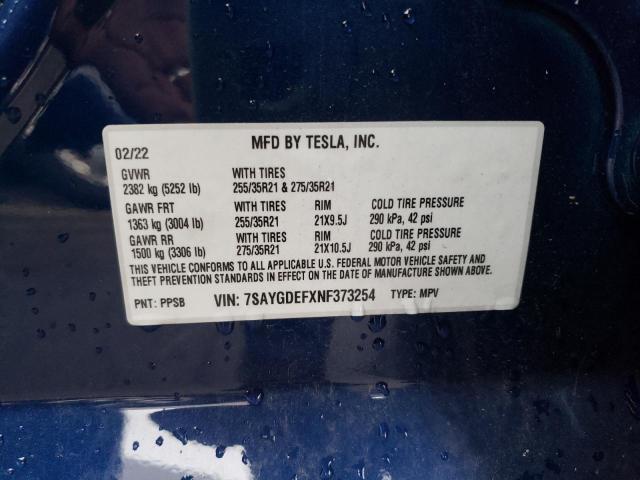 MFD BY TESLA, INC.
02/22
GVWR WITH TIRES
2382 kg (5252 lb) 255/35R21 & 275/35R21
GAWR FRT WITH TIRES RIM COLD TIRE PRESSURE
1363 kg (3004 lb) 255/35R21 21X9.5J 290 kPa, 42 psi
GAWR RR WITH TIRES RIM COLD TIRE PRESSURE
1500 kg (3306 lb) 275/35R21 21X10.5J 290 kPa, 42 psi
THIS VEHICLE CONFORMS TO ALL APPLICABLE U.S. FEDERAL MOTOR VEHICLE SAFETY AND
THEFT PREVENTION STANDARDS IN EFFECT ON THE DATE OF MANUFACTURE SHOWN ABOVE.
PNT: PPSB VIN: 7SAYGDEFXNF373254 TYPE: MPV